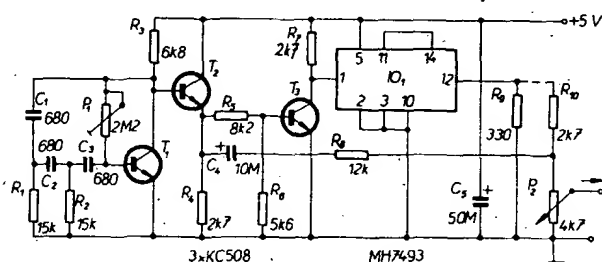 +5 V
R3
6k8
T2
R7
2k7
5
11
14
IO1
1
12
2
3
10
C1
680
P1
2M2
R5
8k2
T3
R9
330
R10
2k7
680
C2
C3
680
T1
C4
+
10M
R8
12k
C5
+
50M
P2
4k7
R1
15k
R2
15k
R4
2k7
R6
5k6
3×KC508
MH7493